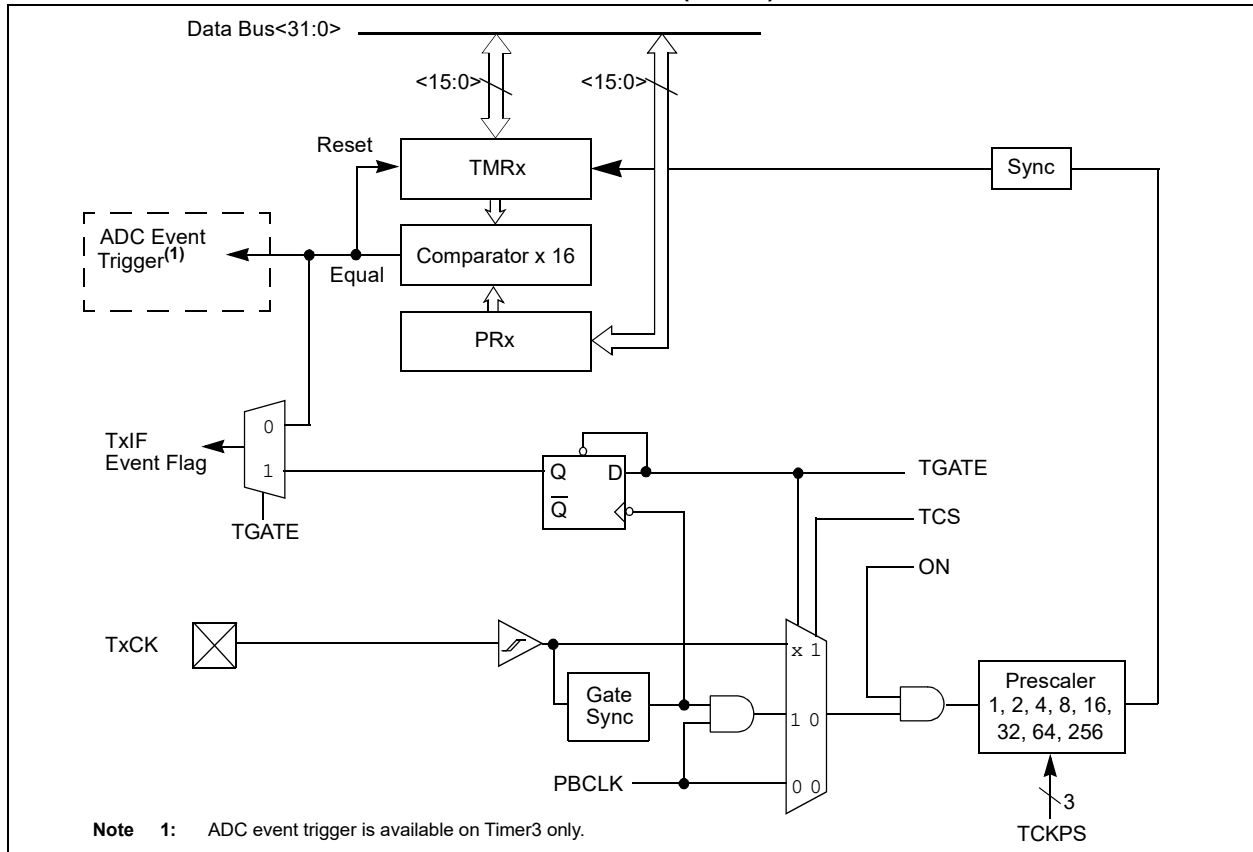 Data Bus<31:0>
<15:0>
<15:0>
Reset
TMRx
Sync
ADC Event
Trigger(1)
Equal
Comparator x 16
PRx
0
1
TxIF
Event Flag
TGATE
Q
D
Q
TGATE
TCS
ON
TxCK
x 1
Gate
Sync
1 0
Prescaler
1, 2, 4, 8, 16,
32, 64, 256
PBCLK
0 0
3
TCKPS
Note 1: ADC event trigger is available on Timer3 only.